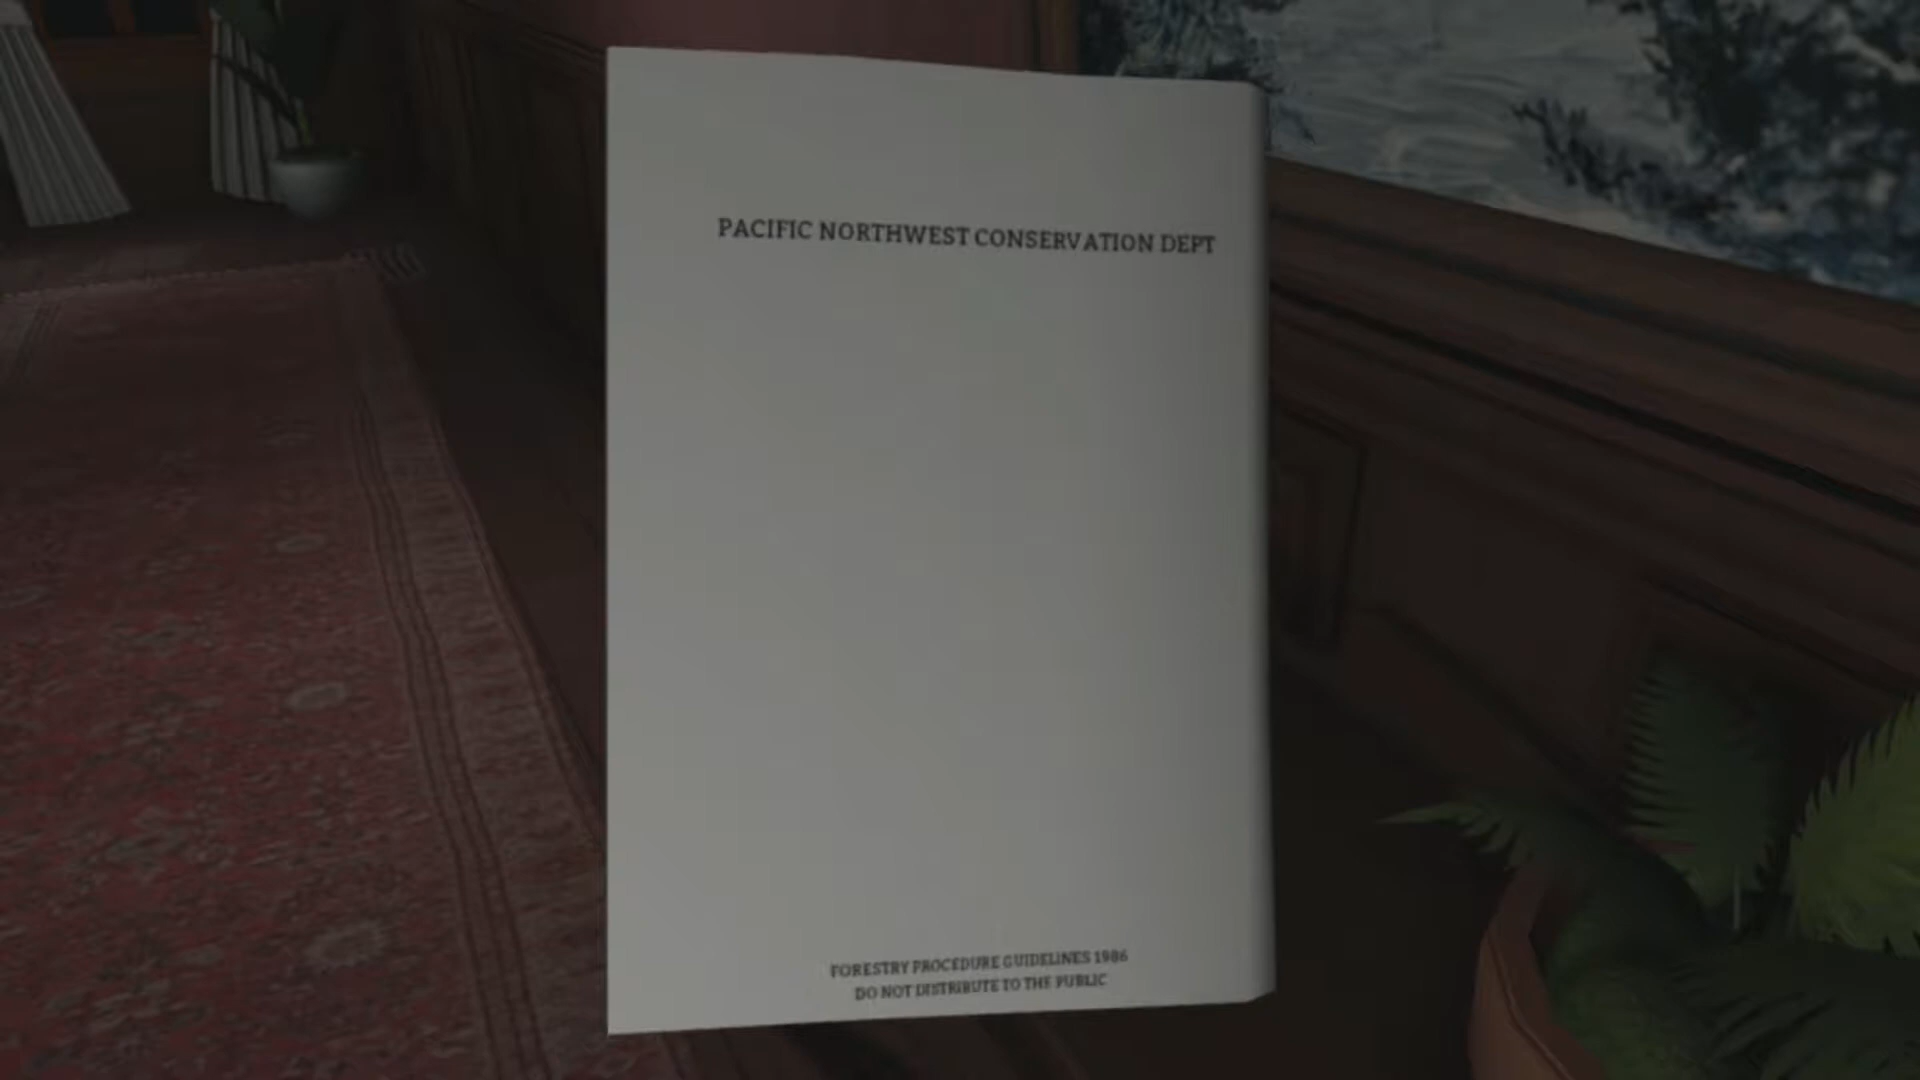 PACIFIC NORTHWEST CONSERVATION DEPT
FORESTRY PROCEDURE GUIDELINES 1986
DO NOT DISTRIBUTE TO THE PUBLIC